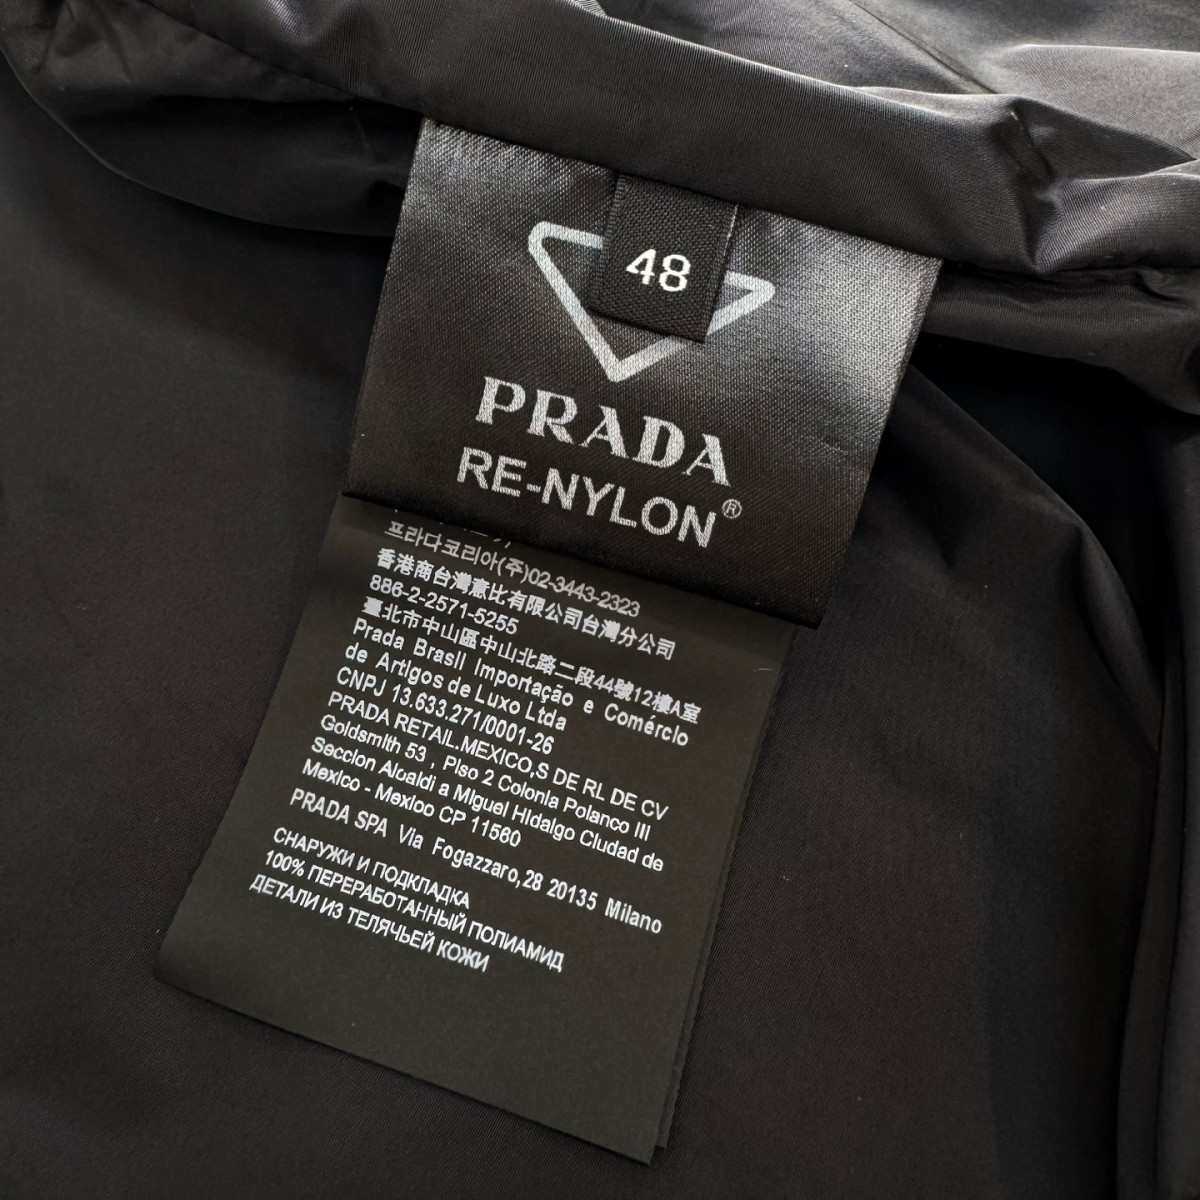 48
PRADA
RE-NYLON®
프라다코리아(주)02-3443-2323
香港商台灣意比有限公司台灣分公司
886-2-2571-5255
臺北市中山區中山北路二段44號12樓A室
Prada Brasil Importação e Comércio
de Artigos de Luxo Ltda
CNPJ 13.633.271/0001-26
PRADA RETAIL.MEXICO,S DE RL DE CV
Goldsmith 53 , Piso 2 Colonia Polanco III
Seccion Alcaldi a Miguel Hidalgo Ciudad de
Mexico - Mexico CP 11560
PRADA SPA Via Fogazzaro,28 20135 Milano
СНАРУЖИ И ПОДКЛАДКА
100% ПЕРЕРАБОТАННЫЙ ПОЛИАМИД
ДЕТАЛИ ИЗ ТЕЛЯЧЬЕЙ КОЖИ